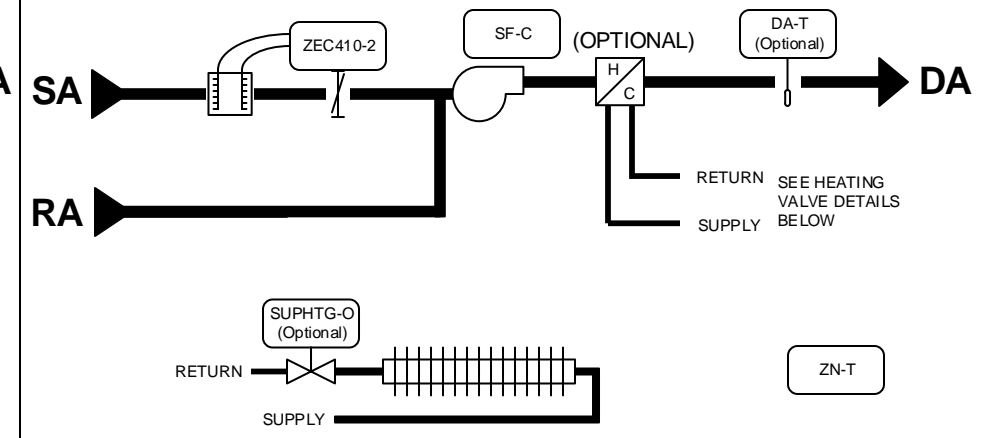 A
SA
ZEC410-2
SF-C
(OPTIONAL)
DA-T
(Optional)
H
C
DA
RA
RETURN
SUPPLY
SEE HEATING
VALVE DETAILS
BELOW
SUPHTG-O
(Optional)
RETURN
SUPPLY
ZN-T